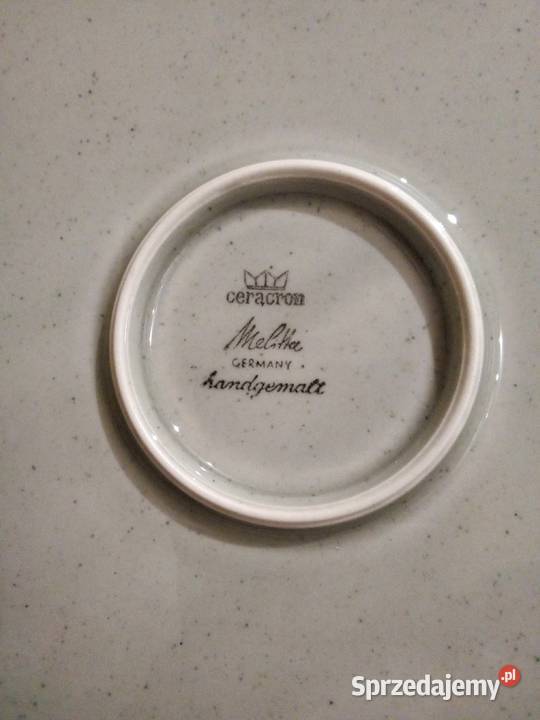 ceracron
Melitta
GERMANY
handgemalt
Sprzedajemy.pl